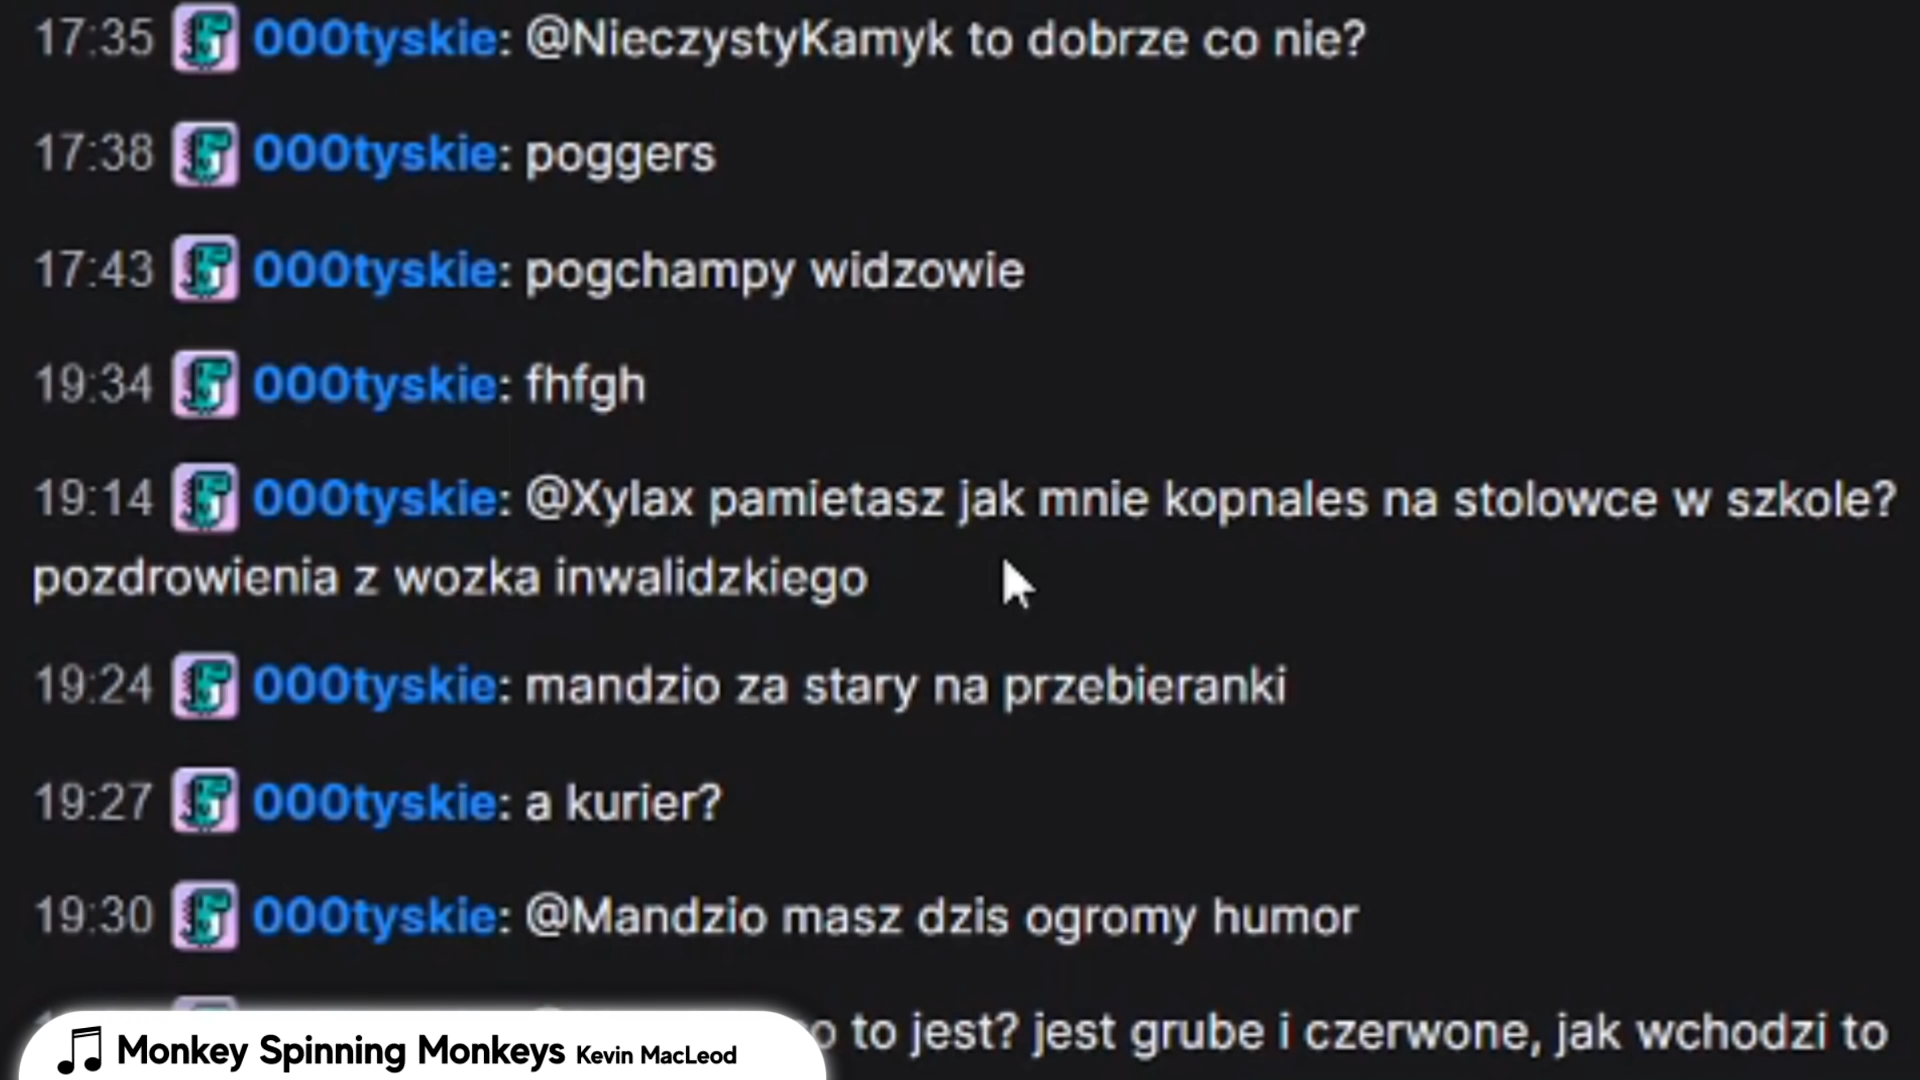 17:35 000tyskie: @NieczystyKamyk to dobrze co nie?
17:38 000tyskie: poggers
17:43 000tyskie: pogchampy widzowie
19:34 000tyskie: fhfgh
19:14 000tyskie: @Xylax pamietasz jak mnie kopnales na stolowce w szkole?
pozdrowienia z wozka inwalidzkiego
19:24 000tyskie: mandzio za stary na przebieranki
19:27 000tyskie: a kurier?
19:30 000tyskie: @Mandzio masz dzis ogromy humor
to jest? jest grube i czerwone, jak wchodzi to
Monkey Spinning Monkeys Kevin MacLeod